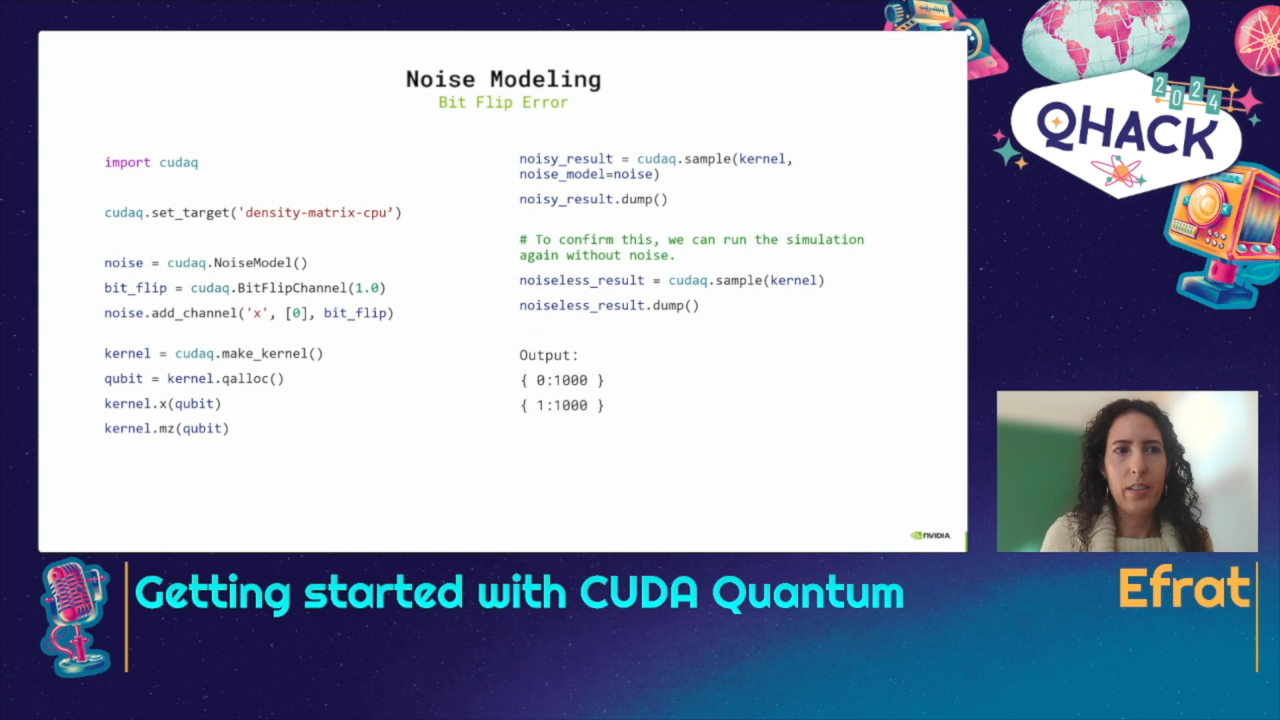 Noise Modeling
Bit Flip Error
import cudaq
cudaq.set_target('density-matrix-cpu’)
noise = cudaq.NoiseModel()
bit_flip = cudaq.BitFlipChannel(1.0)
noise.add_channel('x', [0], bit_flip)
kernel = cudaq.make_kernel()
qubit = kernel.qalloc()
kernel.x(qubit)
kernel.mz(qubit)
noisy_result = cudaq.sample(kernel,
noise_model=noise)
noisy_result.dump()
# To confirm this, we can run the simulation
again without noise.
noiseless_result = cudaq.sample(kernel)
noiseless_result.dump()
Output:
{ 0:1000 }
{ 1:1000 }
NVIDIA
2024
QHACK
Getting started with CUDA Quantum
Efrat